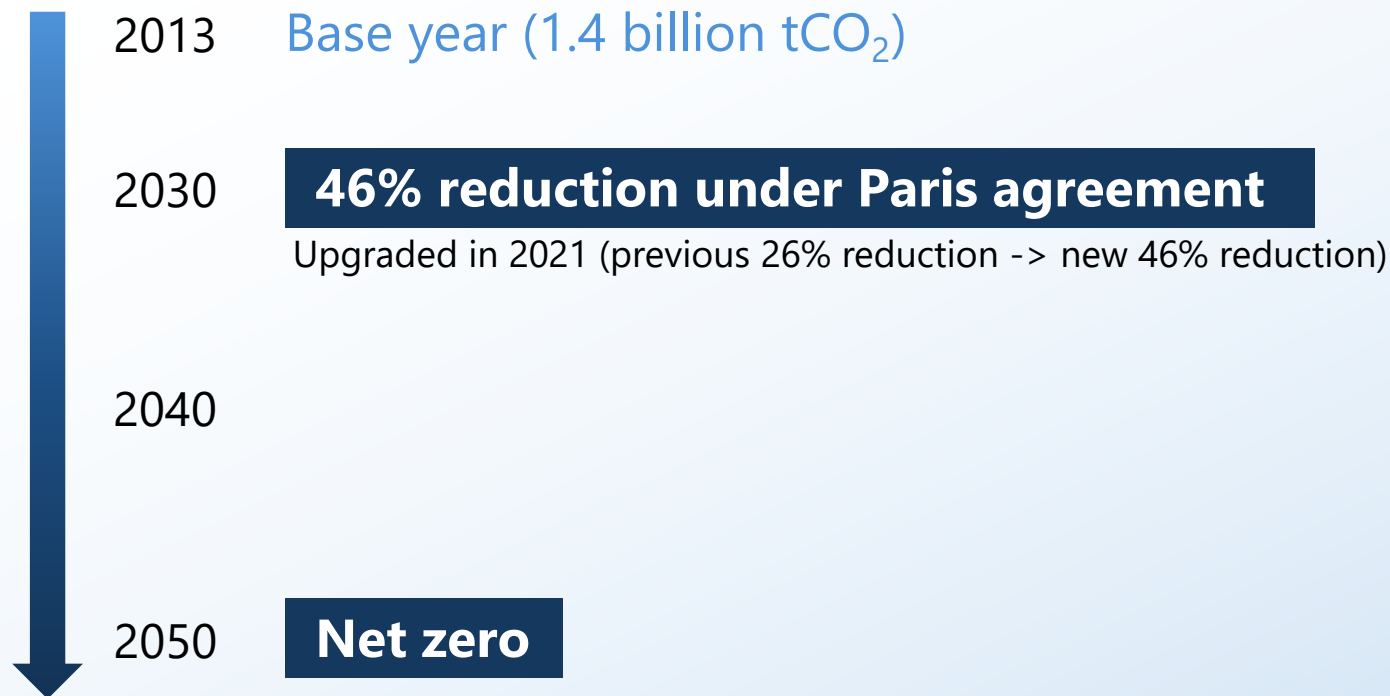 2013 Base year (1.4 billion tCO₂)
2030 46% reduction under Paris agreement
Upgraded in 2021 (previous 26% reduction -> new 46% reduction)
2040
2050 Net zero